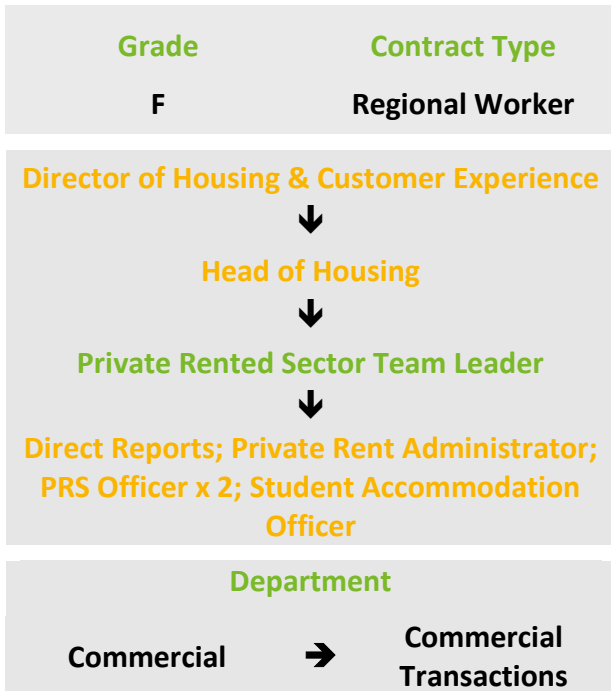 Grade Contract Type
F Regional Worker
Director of Housing & Customer Experience
↓
Head of Housing
↓
Private Rented Sector Team Leader
↓
Direct Reports; Private Rent Administrator;
PRS Officer x 2; Student Accommodation
Officer
Department
Commercial → Commercial
Transactions